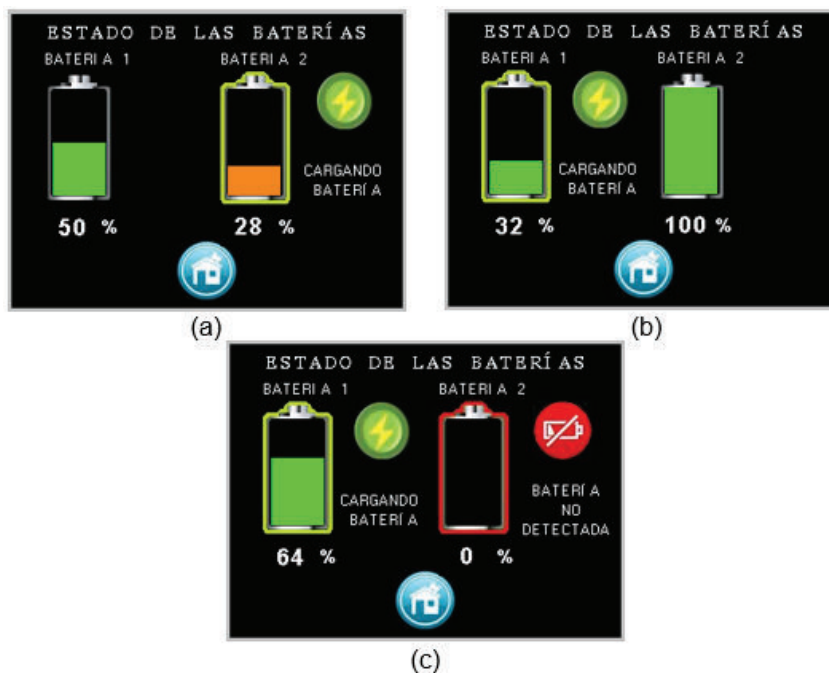 ESTADO DE LAS BATERÍAS
BATERIA 1
BATERIA 2
CARGANDO
BATERÍA
50 %
28 %
(a)
ESTADO DE LAS BATERÍAS
BATERIA 1
BATERIA 2
CARGANDO
BATERÍA
32 %
100 %
(b)
ESTADO DE LAS BATERÍAS
BATERIA 1
BATERIA 2
CARGANDO
BATERÍA
BATERÍA
NO
DETECTADA
64 %
0 %
(c)